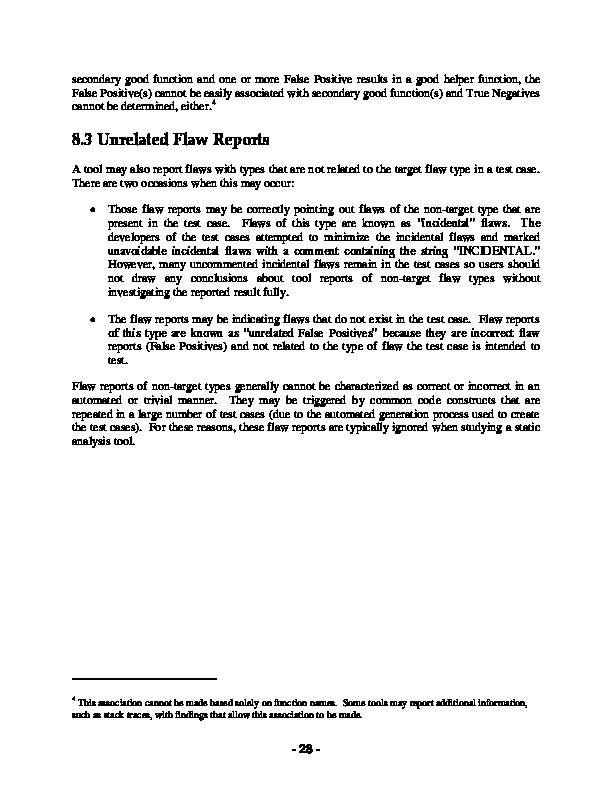 secondary good function and one or more False Positive results in a good helper function, the
False Positive(s) cannot be easily associated with secondary good function(s) and True Negatives
cannot be determined, either.4
8.3 Unrelated Flaw Reports
A tool may also report flaws with types that are not related to the target flaw type in a test case.
There are two occasions when this may occur:
• Those flaw reports may be correctly pointing out flaws of the non-target type that are
present in the test case. Flaws of this type are known as "Incidental" flaws. The
developers of the test cases attempted to minimize the incidental flaws and marked
unavoidable incidental flaws with a comment containing the string "INCIDENTAL."
However, many uncommented incidental flaws remain in the test cases so users should
not draw any conclusions about tool reports of non-target flaw types without
investigating the reported result fully.
• The flaw reports may be indicating flaws that do not exist in the test case. Flaw reports
of this type are known as "unrelated False Positives" because they are incorrect flaw
reports (False Positives) and not related to the type of flaw the test case is intended to
test.
Flaw reports of non-target types generally cannot be characterized as correct or incorrect in an
automated or trivial manner. They may be triggered by common code constructs that are
repeated in a large number of test cases (due to the automated generation process used to create
the test cases). For these reasons, these flaw reports are typically ignored when studying a static
analysis tool.
4 This association cannot be made based solely on function names. Some tools may report additional information,
such as stack traces, with findings that allow this association to be made.
- 28 -